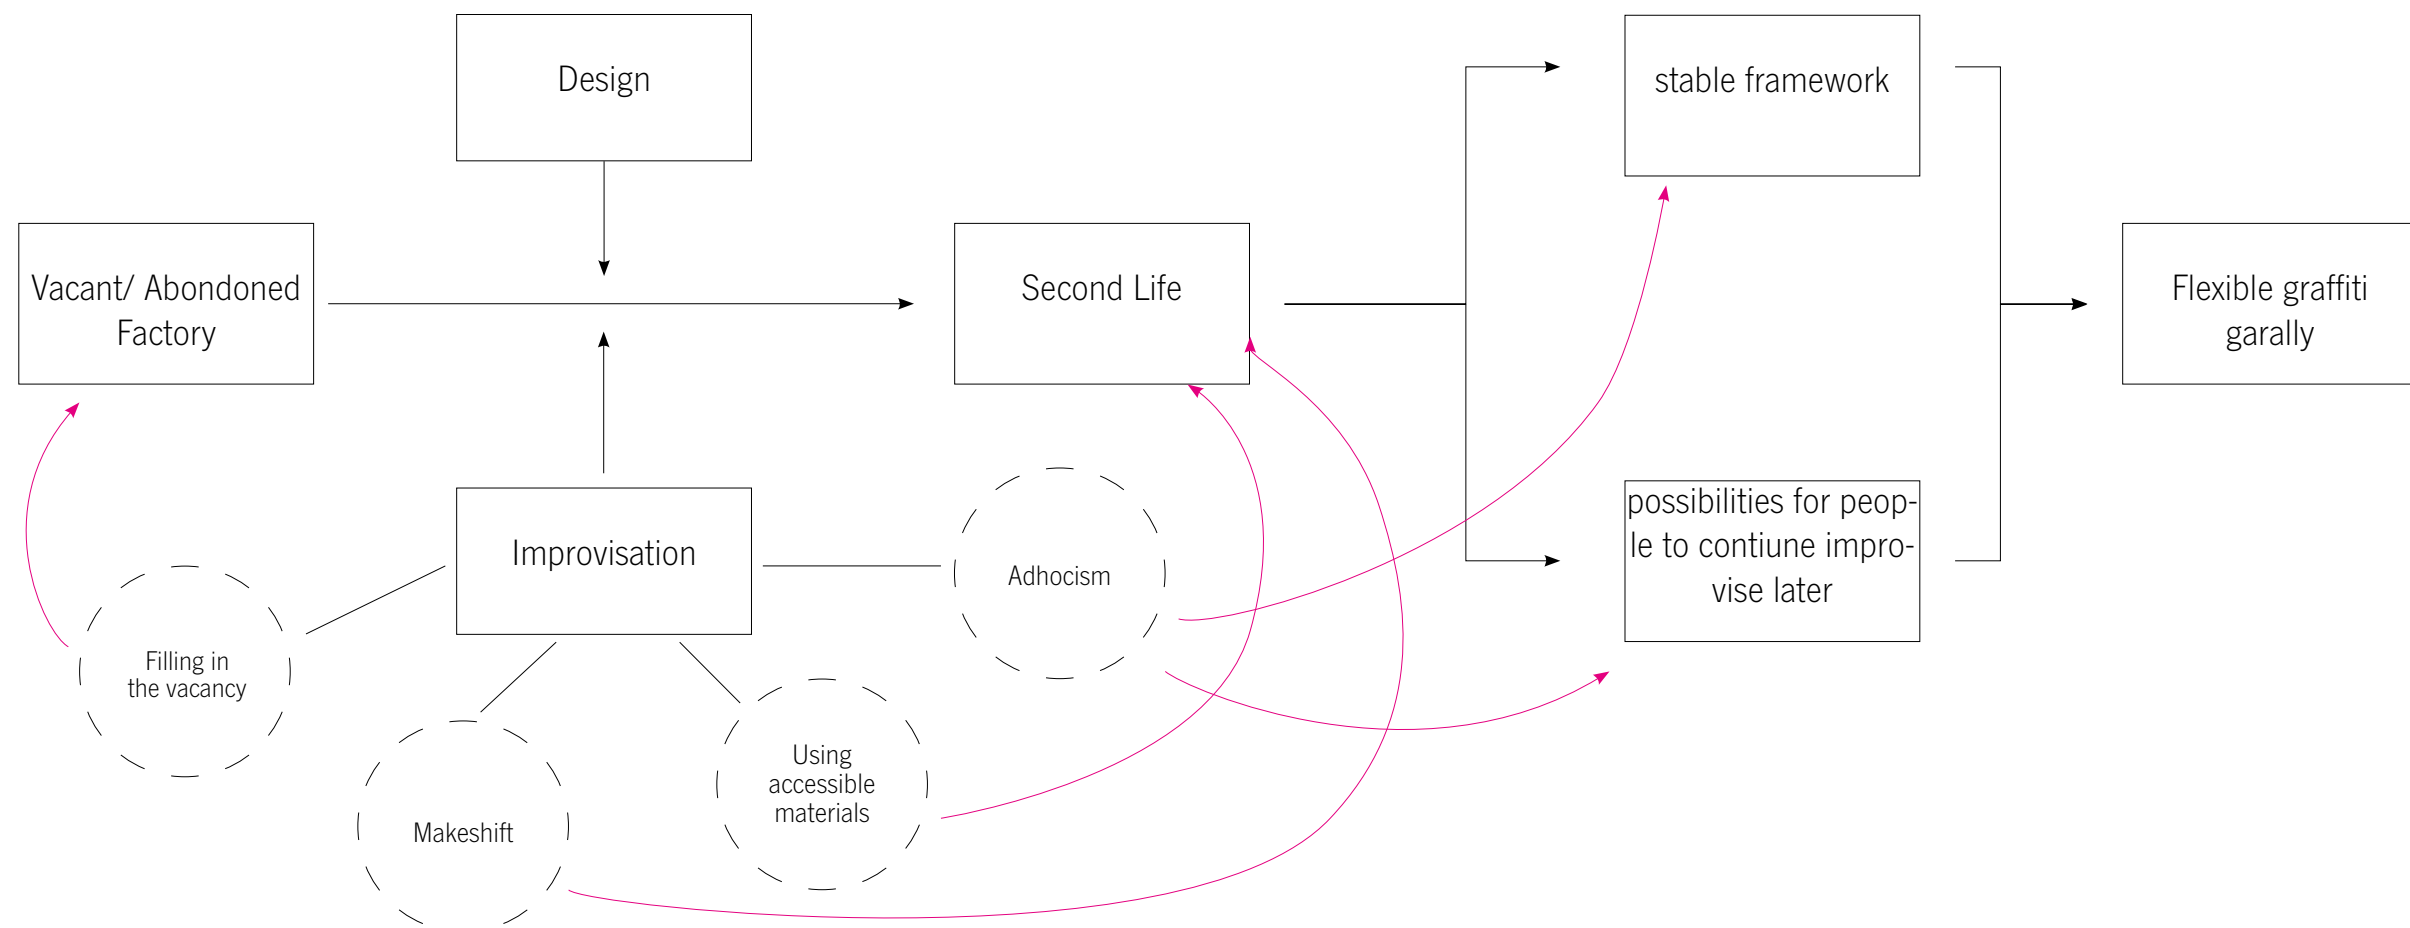 Design
stable framework
Vacant/ Abondoned
Factory
Second Life
Flexible graffiti
garally
Improvisation
Adhocism
possibilities for peop-
le to contiune impro-
vise later
Filling in
the vacancy
Makeshift
Using
accessible
materials